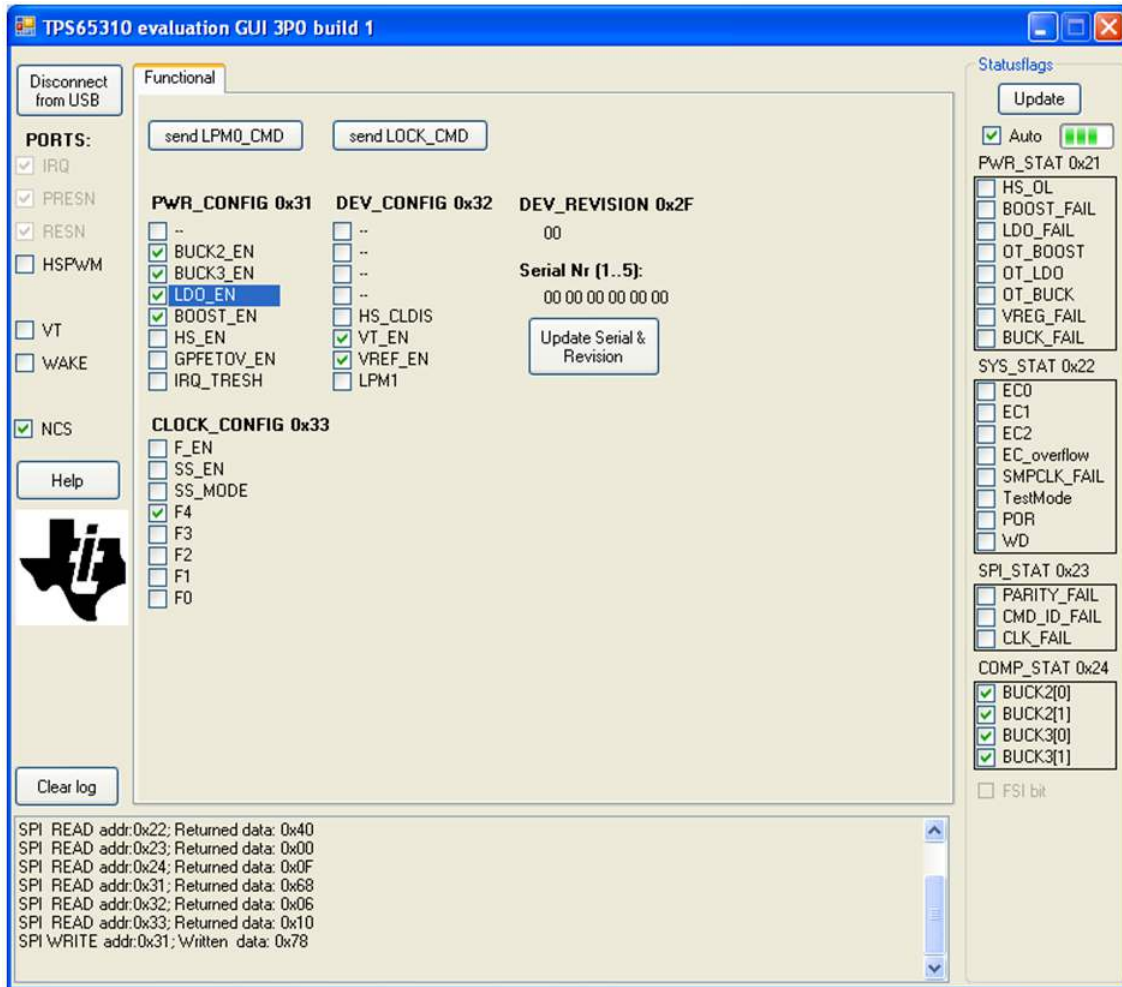 TPS65310 evaluation GUI 3P0 build 1
Disconnect
from USB
PORTS:
IRQ
PRESN
RESN
HSPWM
VT
WAKE
NCS
Help
ti
Clear log
Functional
send LPM0_CMD
send LOCK_CMD
PWR_CONFIG 0x31
--
BUCK2_EN
BUCK3_EN
LDO_EN
BOOST_EN
HS_EN
GPFETOV_EN
IRQ_TRESH
DEV_CONFIG 0x32
--
--
--
--
HS_CLDIS
VT_EN
VREF_EN
LPM1
DEV_REVISION 0x2F
00
Serial Nr (1..5):
00 00 00 00 00 00
Update Serial &
Revision
CLOCK_CONFIG 0x33
F_EN
SS_EN
SS_MODE
F4
F3
F2
F1
F0
Statusflags
Update
Auto
PWR_STAT 0x21
HS_OL
BOOST_FAIL
LDO_FAIL
OT_BOOST
OT_LDO
OT_BUCK
VREG_FAIL
BUCK_FAIL
SYS_STAT 0x22
EC0
EC1
EC2
EC_overflow
SMPCLK_FAIL
TestMode
POR
WD
SPI_STAT 0x23
PARITY_FAIL
CMD_ID_FAIL
CLK_FAIL
COMP_STAT 0x24
BUCK2[0]
BUCK2[1]
BUCK3[0]
BUCK3[1]
FSI bit
SPI READ addr:0x22; Returned data: 0x40
SPI READ addr:0x23; Returned data: 0x00
SPI READ addr:0x24; Returned data: 0x0F
SPI READ addr:0x31; Returned data: 0x68
SPI READ addr:0x32; Returned data: 0x06
SPI READ addr:0x33; Returned data: 0x10
SPI WRITE addr:0x31; Written data: 0x78